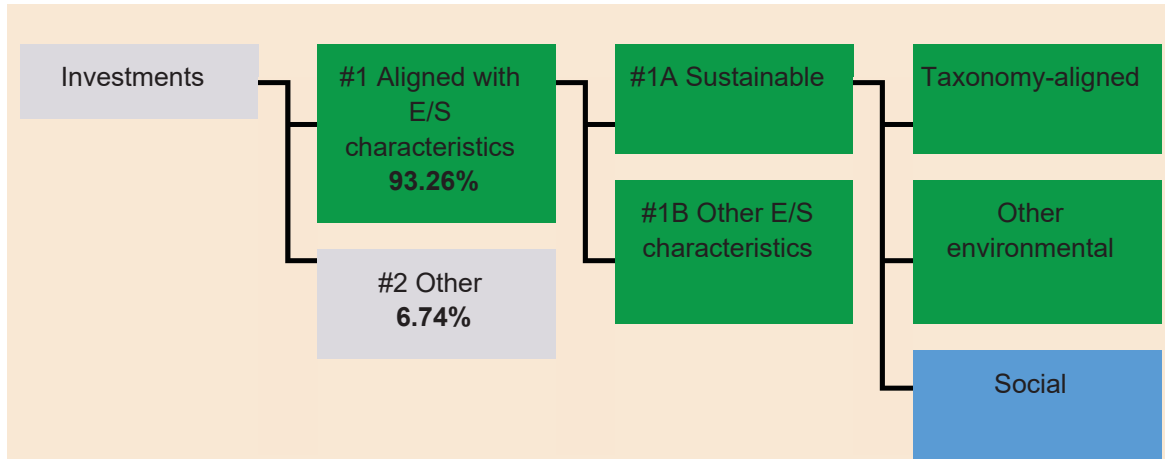 Investments
#1 Aligned with
E/S
characteristics
93.26%
#2 Other
6.74%
#1A Sustainable
#1B Other E/S
characteristics
Taxonomy-aligned
Other
environmental
Social